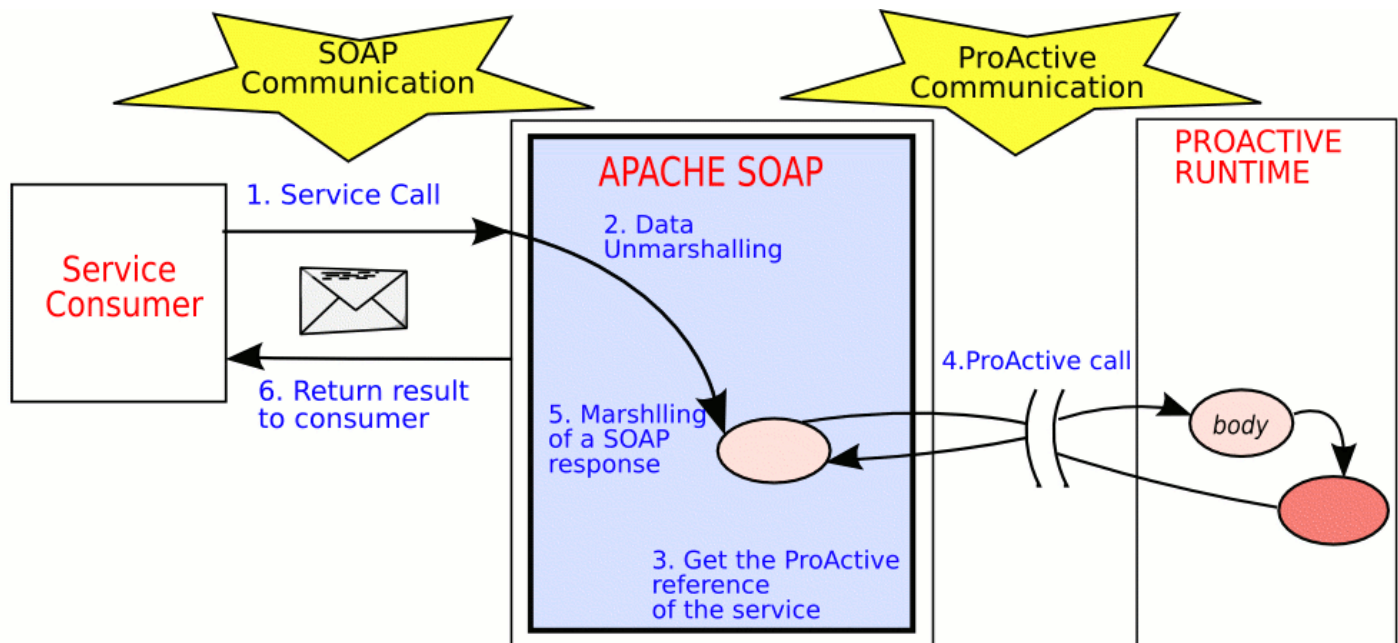 SOAP
Communication
ProActive
Communication
PROACTIVE
RUNTIME
APACHE SOAP
1. Service Call
2. Data
Unmarshalling
Service
Consumer
4.ProActive call
6. Return result
to consumer
5. Marshlling
of a SOAP
response
body
3. Get the ProActive
reference
of the service